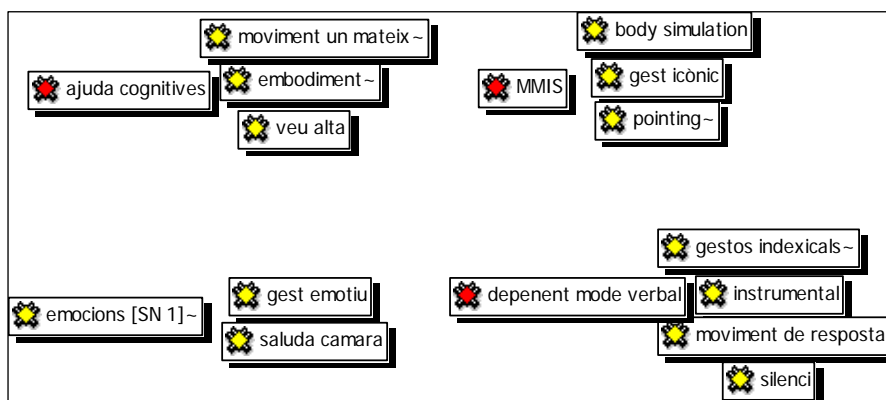 moviment un mateix~
ajuda cognitives
embodiment~
veu alta
body simulation
MMIS
gest icònic
pointing~
emocions [SN 1]~
gest emotiu
saluda camara
gestos indexicals~
depenent mode verbal
instrumental
moviment de resposta
silenci